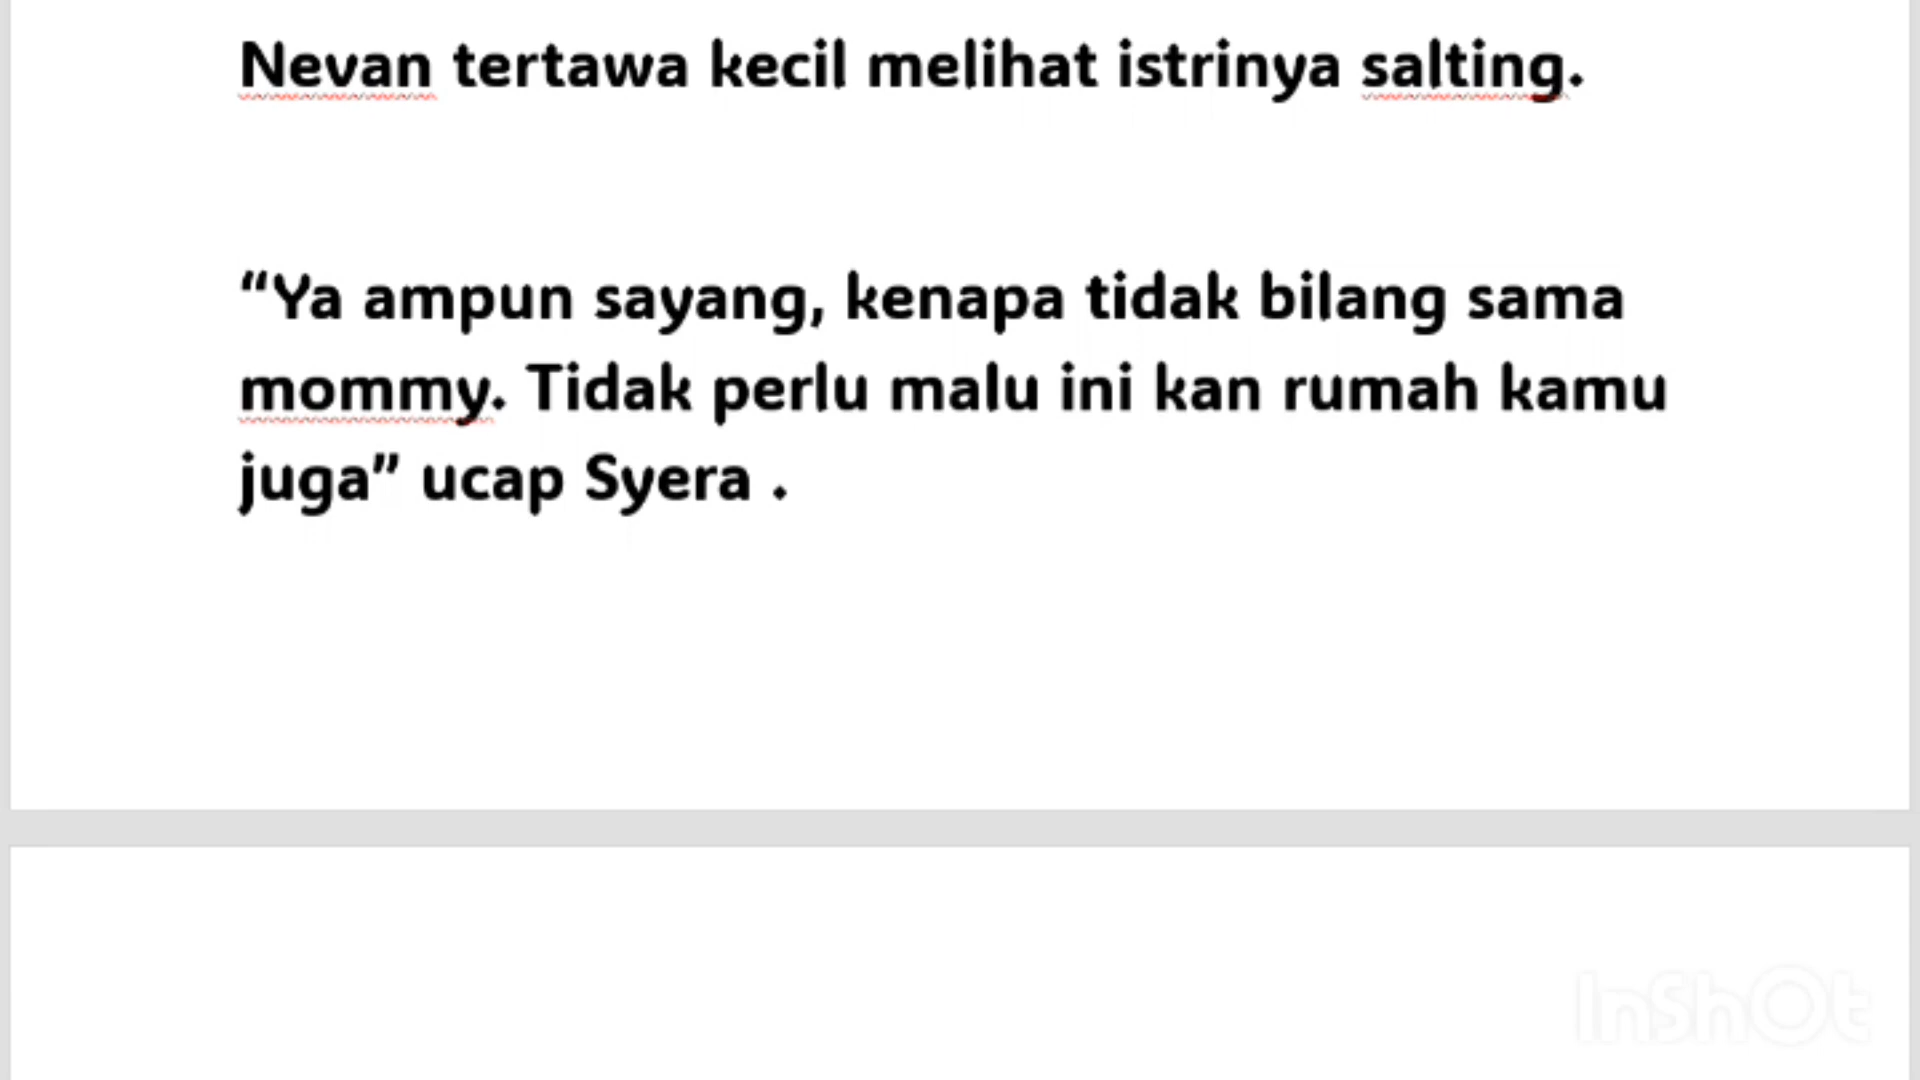 Nevan tertawa kecil melihat istrinya salting.
“Ya ampun sayang, kenapa tidak bilang sama
mommy. Tidak perlu malu ini kan rumah kamu
juga” ucap Syera .
InShOt